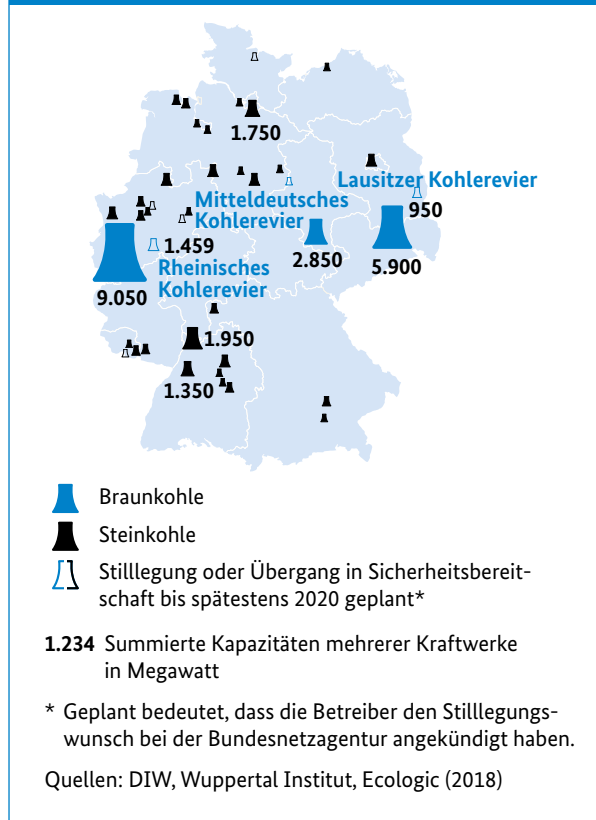 1.750
Lausitzer Kohlerevier
950
Mitteldeutsches
Kohlerevier
1.459
2.850
5.900
Rheinisches
Kohlerevier
9.050
1.950
1.350
Braunkohle
Steinkohle
Stilllegung oder Übergang in Sicherheitsbereit-
schaft bis spätestens 2020 geplant*
1.234 Summierte Kapazitäten mehrerer Kraftwerke
in Megawatt
* Geplant bedeutet, dass die Betreiber den Stilllegungs-
wunsch bei der Bundesnetzagentur angekündigt haben.
Quellen: DIW, Wuppertal Institut, Ecologic (2018)